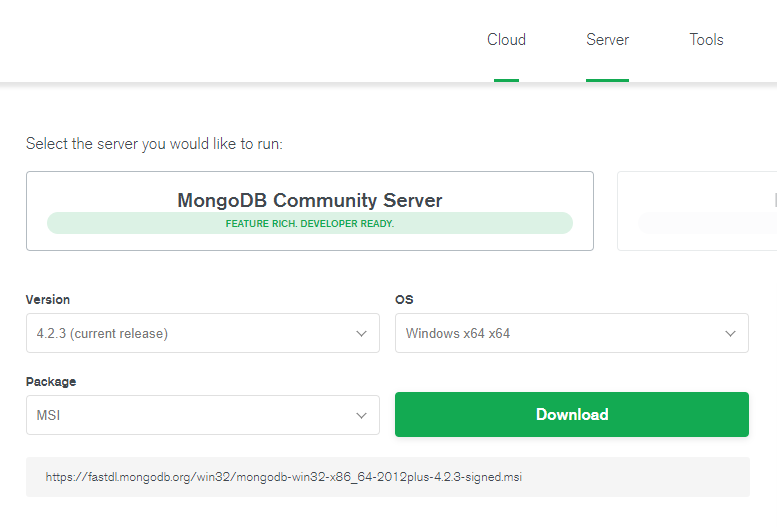 Cloud Server Tools
Select the server you would like to run:
MongoDB Community Server
FEATURE RICH. DEVELOPER READY.
Version OS
4.2.3 (current release) Windows x64 x64
Package
MSI Download
https://fastdl.mongodb.org/win32/mongodb-win32-x86_64-2012plus-4.2.3-signed.msi